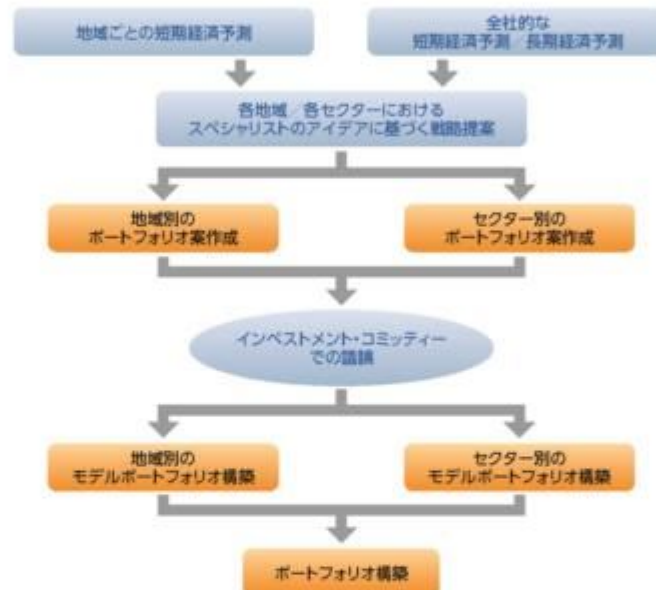 地域ごとの短期経済予測
全社的な
短期経済予測/長期経済予測
各地域/各セクターにおける
スペシャリストのアイデアに基づく戦略提案
地域別の
ポートフォリオ案作成
セクター別の
ポートフォリオ案作成
インベストメント・コミッティー
での議論
地域別の
モデルポートフォリオ構築
セクター別の
モデルポートフォリオ構築
ポートフォリオ構築